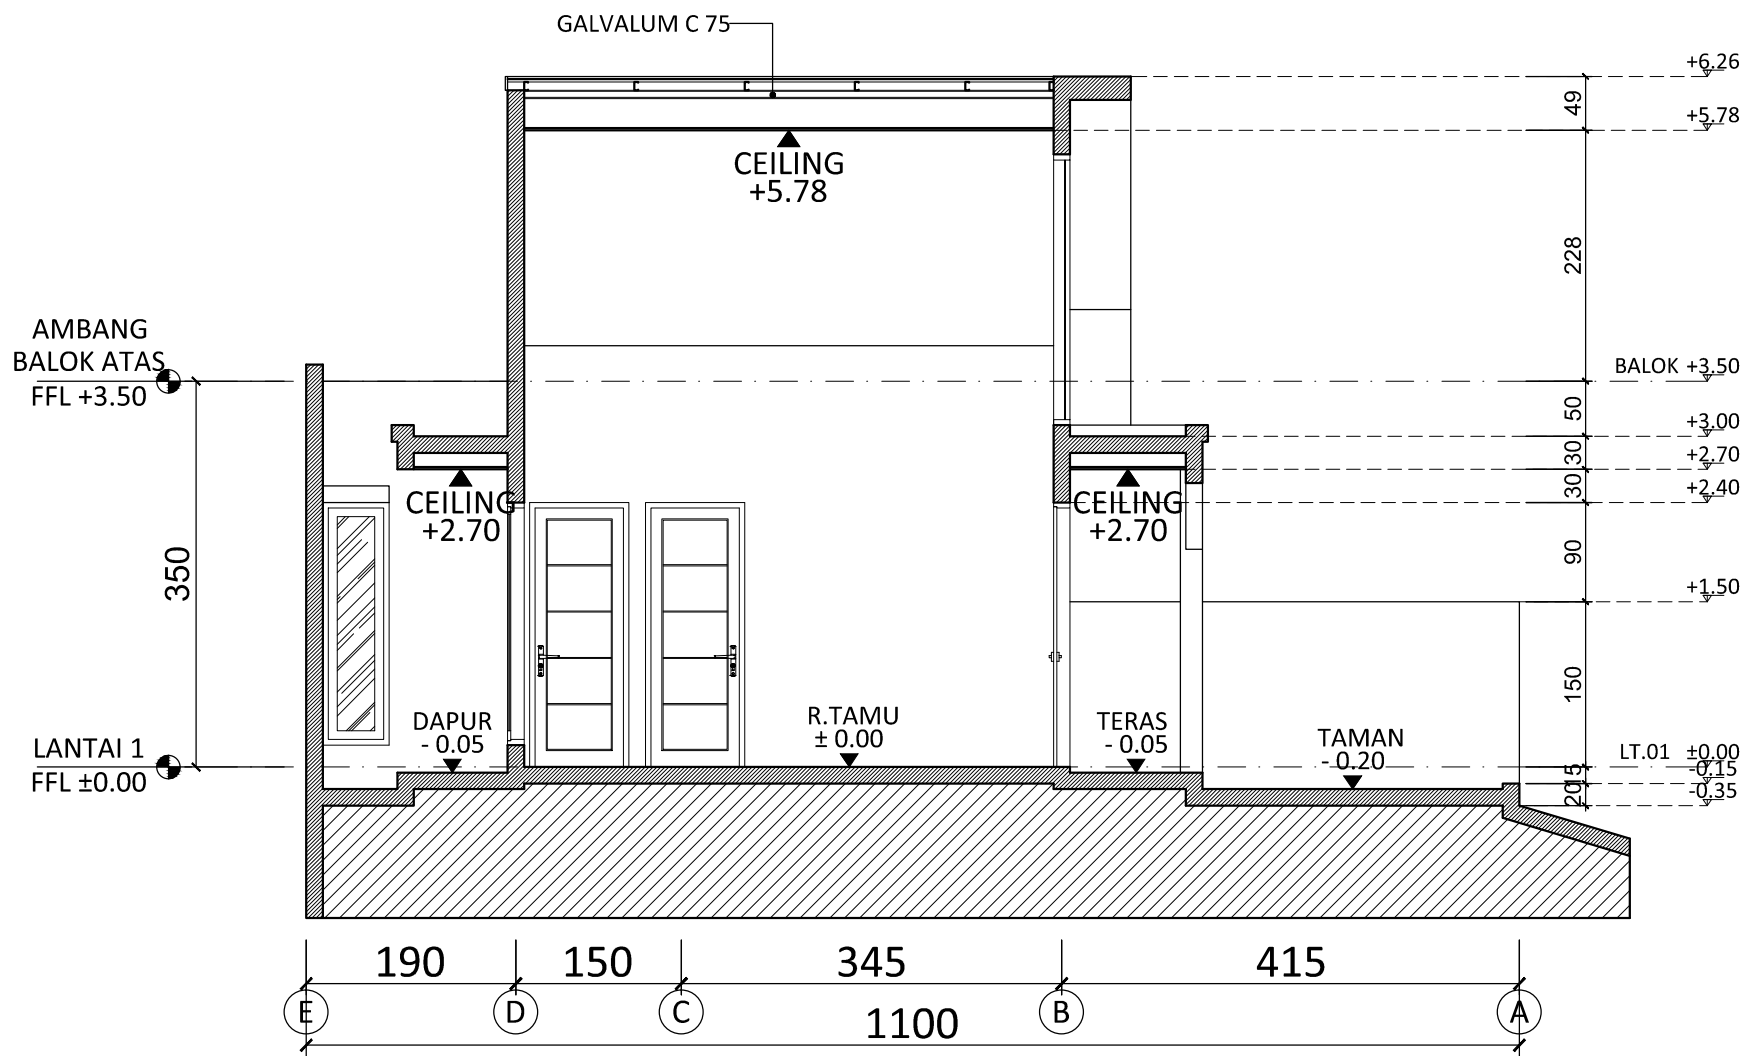 GALVALUM C 75
+6.26
49
+5.78
CEILING
+5.78
228
AMBANG
BALOK ATAS
FFL +3.50
BALOK +3.50
50
+3.00
30
+2.70
30
+2.40
CEILING
+2.70
CEILING
+2.70
350
90
+1.50
150
DAPUR
- 0.05
R.TAMU
± 0.00
TERAS
- 0.05
TAMAN
- 0.20
LANTAI 1
FFL ±0.00
LT.01 ±0.00
-0.15
15
20
-0.35
190
150
345
415
E
D
C
B
A
1100